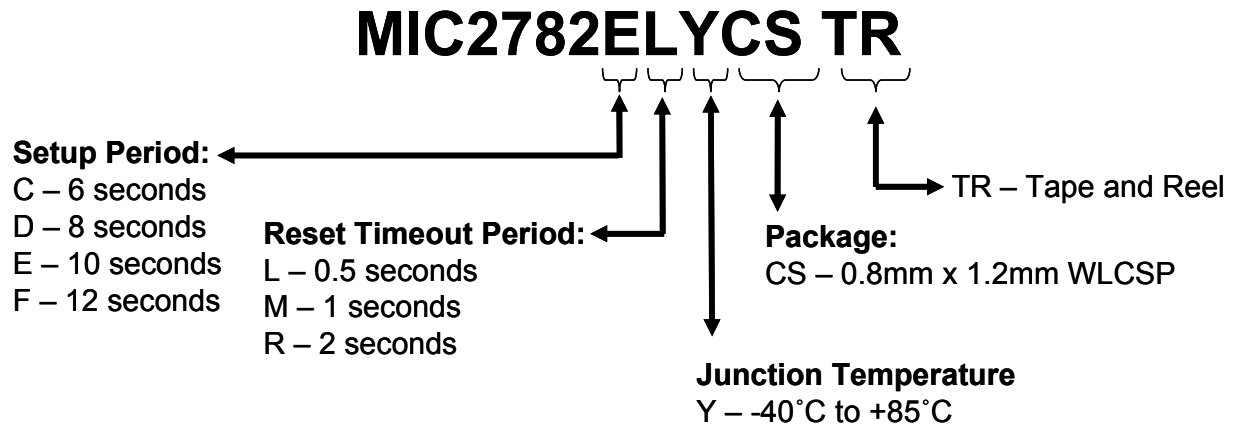 MIC2782ELYCS TR
Setup Period:
C – 6 seconds
D – 8 seconds
E – 10 seconds
F – 12 seconds
Reset Timeout Period:
L – 0.5 seconds
M – 1 seconds
R – 2 seconds
TR – Tape and Reel
Package:
CS – 0.8mm x 1.2mm WLCSP
Junction Temperature
Y – -40˚C to +85˚C